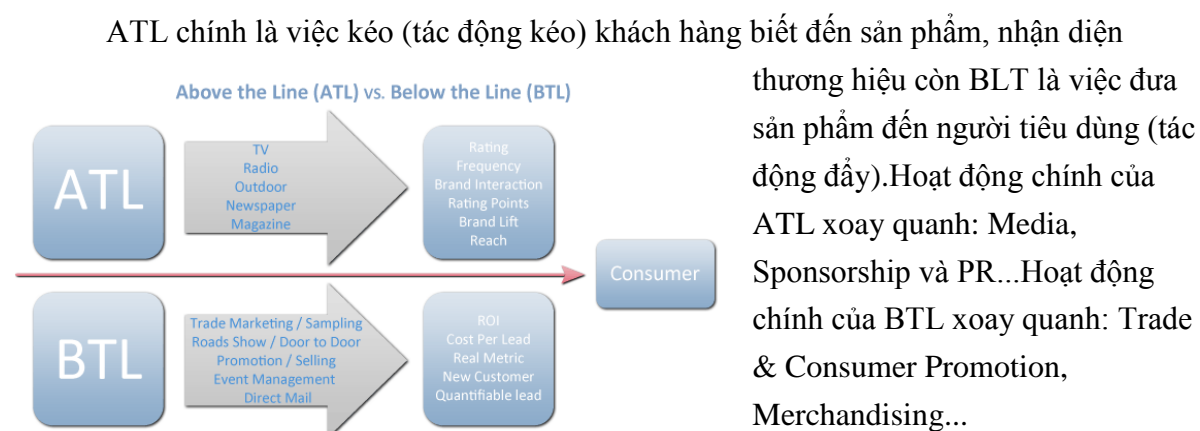 ATL chính là việc kéo (tác động kéo) khách hàng biết đến sản phẩm, nhận diện
thương hiệu còn BLT là việc đưa
sản phẩm đến người tiêu dùng (tác
động đẩy).Hoạt động chính của
ATL xoay quanh: Media,
Sponsorship và PR...Hoạt động
chính của BTL xoay quanh: Trade
& Consumer Promotion,
Merchandising...
Above the Line (ATL) vs. Below the Line (BTL)
ATL
TV
Radio
Outdoor
Newspaper
Magazine
Rating
Frequency
Brand Interaction
Rating Points
Brand Lift
Reach
Consumer
BTL
Trade Marketing / Sampling
Roads Show / Door to Door
Promotion / Selling
Event Management
Direct Mail
ROI
Cost Per Lead
Real Metric
New Customer
Quantifiable lead